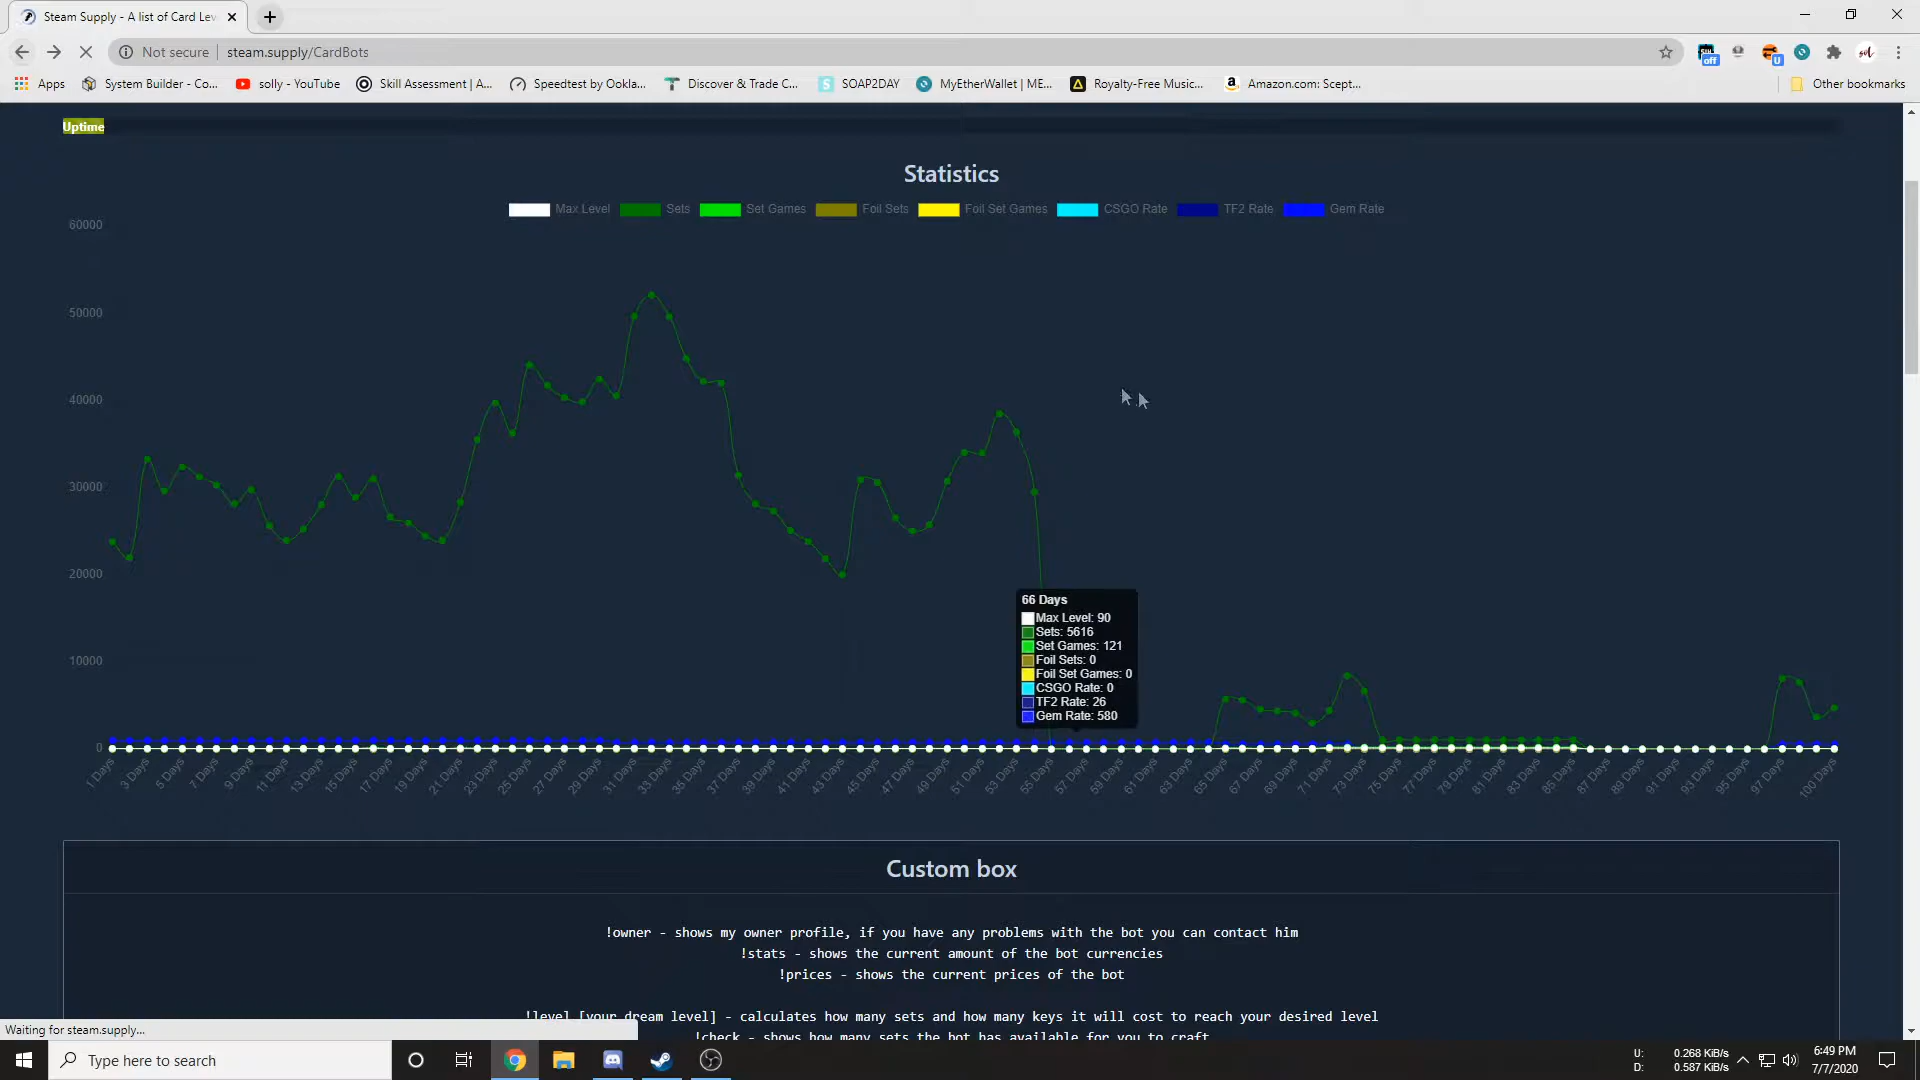 Steam Supply - A list of Card Lev
Not secure | steam.supply/CardBots
Apps System Builder - Co... solly - YouTube Skill Assessment | A... Speedtest by Ookla... Discover & Trade C... SOAP2DAY MyEtherWallet | ME... Royalty-Free Music... Amazon.com: Scept... Other bookmarks
Uptime
Statistics
Max Level Sets Set Games Foil Sets Foil Set Games CSGO Rate TF2 Rate Gem Rate
60000
50000
40000
30000
20000
10000
0
66 Days
Max Level: 90
Sets: 5616
Set Games: 121
Foil Sets: 0
Foil Set Games: 0
CSGO Rate: 0
TF2 Rate: 26
Gem Rate: 580
1 Days 3 Days 5 Days 7 Days 9 Days 11 Days 13 Days 15 Days 17 Days 19 Days 21 Days 23 Days 25 Days 27 Days 29 Days 31 Days 33 Days 35 Days 37 Days 39 Days 41 Days 43 Days 45 Days 47 Days 49 Days 51 Days 53 Days 55 Days 57 Days 59 Days 61 Days 63 Days 65 Days 67 Days 69 Days 71 Days 73 Days 75 Days 77 Days 79 Days 81 Days 83 Days 85 Days 87 Days 89 Days 91 Days 93 Days 95 Days 97 Days 100 Days
Custom box
!owner - shows my owner profile, if you have any problems with the bot you can contact him
!stats - shows the current amount of the bot currencies
!prices - shows the current prices of the bot
!level [your dream level] - calculates how many sets and how many keys it will cost to reach your desired level
!check - shows how many sets the bot has available for you to craft
Waiting for steam.supply...
Type here to search
U: 0.268 KiB/s
D: 0.587 KiB/s
6:49 PM
7/7/2020